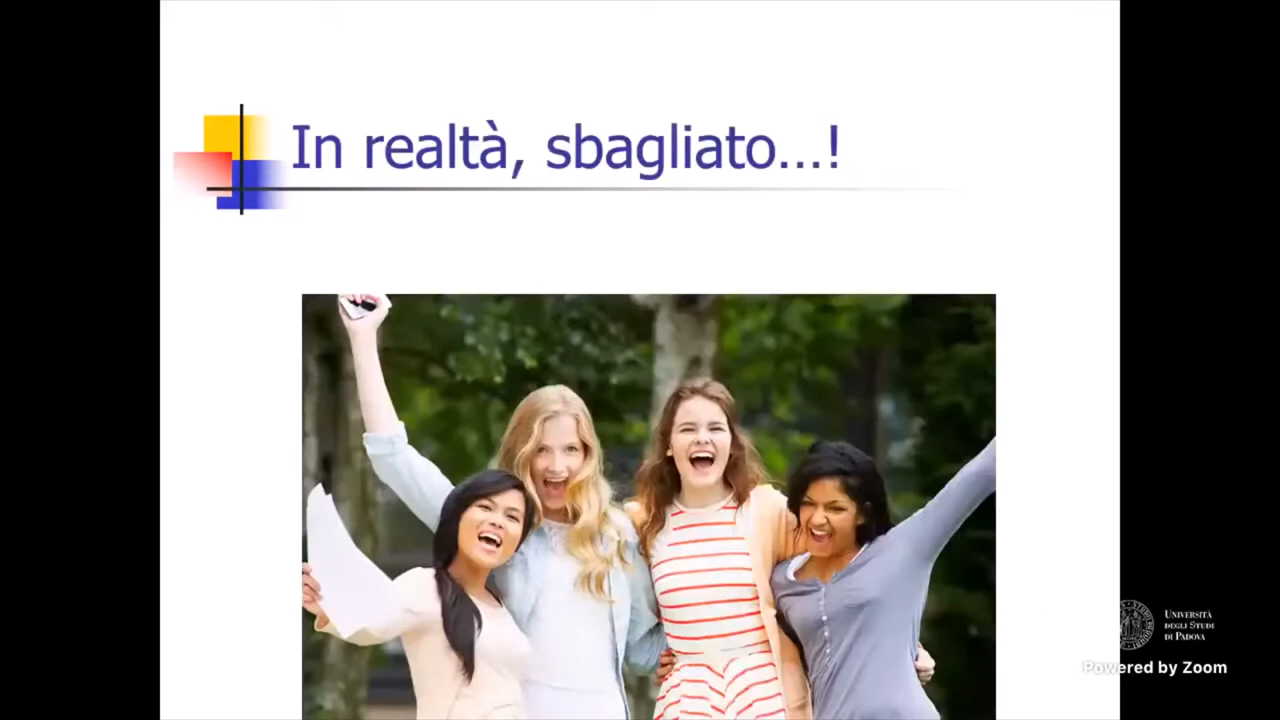 In realtà, sbagliato...!
UNIVERSITÀ
DEGLI STUDI
DI PADOVA
Powered by Zoom